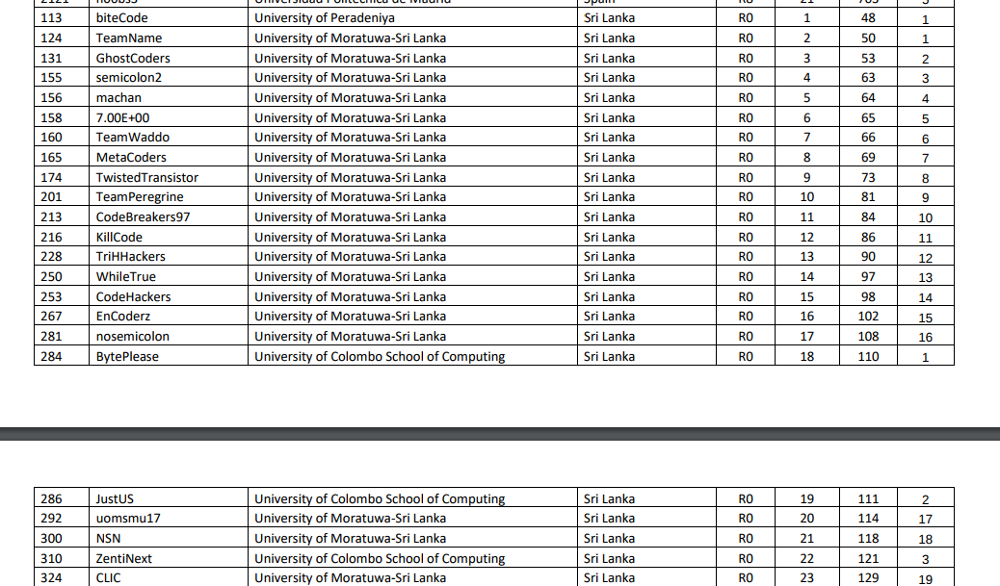 113 biteCode University of Peradeniya Sri Lanka R0 1 48 1
124 TeamName University of Moratuwa-Sri Lanka Sri Lanka R0 2 50 1
131 GhostCoders University of Moratuwa-Sri Lanka Sri Lanka R0 3 53 2
155 semicolon2 University of Moratuwa-Sri Lanka Sri Lanka R0 4 63 3
156 machan University of Moratuwa-Sri Lanka Sri Lanka R0 5 64 4
158 7.00E+00 University of Moratuwa-Sri Lanka Sri Lanka R0 6 65 5
160 TeamWaddo University of Moratuwa-Sri Lanka Sri Lanka R0 7 66 6
165 MetaCoders University of Moratuwa-Sri Lanka Sri Lanka R0 8 69 7
174 TwistedTransistor University of Moratuwa-Sri Lanka Sri Lanka R0 9 73 8
201 TeamPeregrine University of Moratuwa-Sri Lanka Sri Lanka R0 10 81 9
213 CodeBreakers97 University of Moratuwa-Sri Lanka Sri Lanka R0 11 84 10
216 KillCode University of Moratuwa-Sri Lanka Sri Lanka R0 12 86 11
228 TriHHackers University of Moratuwa-Sri Lanka Sri Lanka R0 13 90 12
250 WhileTrue University of Moratuwa-Sri Lanka Sri Lanka R0 14 97 13
253 CodeHackers University of Moratuwa-Sri Lanka Sri Lanka R0 15 98 14
267 EnCoderz University of Moratuwa-Sri Lanka Sri Lanka R0 16 102 15
281 nosemicolon University of Moratuwa-Sri Lanka Sri Lanka R0 17 108 16
284 BytePlease University of Colombo School of Computing Sri Lanka R0 18 110 1
286 JustUS University of Colombo School of Computing Sri Lanka R0 19 111 2
292 uomsmu17 University of Moratuwa-Sri Lanka Sri Lanka R0 20 114 17
300 NSN University of Moratuwa-Sri Lanka Sri Lanka R0 21 118 18
310 ZentiNext University of Colombo School of Computing Sri Lanka R0 22 121 3
324 CLIC University of Moratuwa-Sri Lanka Sri Lanka R0 23 129 19